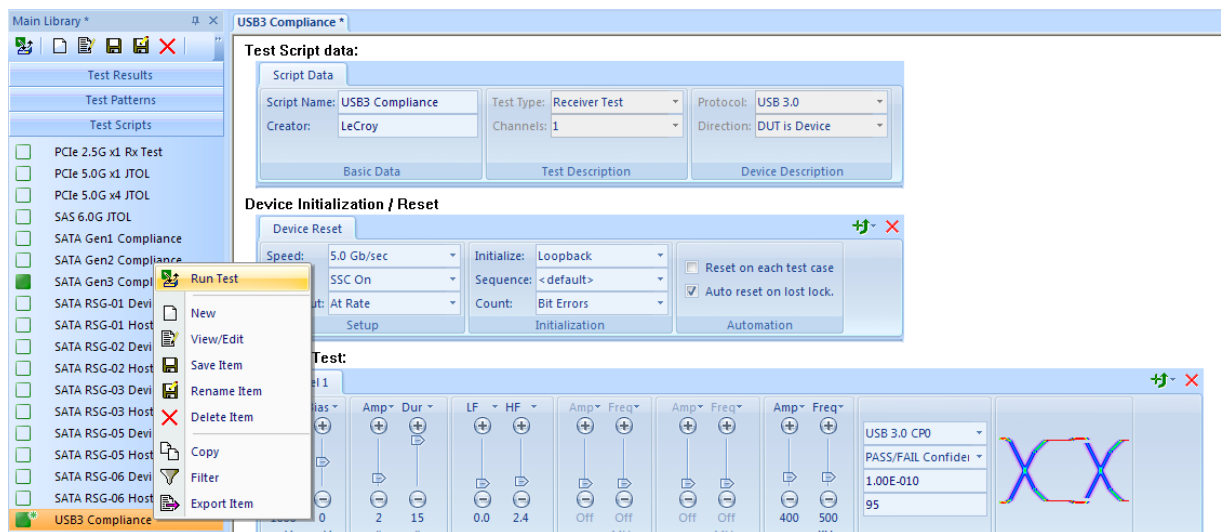 Main Library *
USB3 Compliance *
Test Results
Test Patterns
Test Scripts
PCIe 2.5G x1 Rx Test
PCIe 5.0G x1 JTOL
PCIe 5.0G x4 JTOL
SAS 6.0G JTOL
SATA Gen1 Compliance
SATA Gen2 Compliance
SATA Gen3 Compl
SATA RSG-01 Devi
SATA RSG-01 Host
SATA RSG-02 Devi
SATA RSG-02 Host
SATA RSG-03 Devi
SATA RSG-03 Host
SATA RSG-05 Devi
SATA RSG-05 Host
SATA RSG-06 Devi
SATA RSG-06 Host
USB3 Compliance
Run Test
New
View/Edit
Save Item
Rename Item
Delete Item
Copy
Filter
Export Item
Test Script data:
Script Data
Script Name: USB3 Compliance Test Type: Receiver Test Protocol: USB 3.0
Creator: LeCroy Channels: 1 Direction: DUT is Device
Basic Data Test Description Device Description
Device Initialization / Reset
Device Reset
Speed: 5.0 Gb/sec Initialize: Loopback Reset on each test case
SSC On Sequence: <default> Auto reset on lost lock.
ut: At Rate Count: Bit Errors
Setup Initialization Automation
Test:
el 1
Bias Amp Dur LF HF Amp Freq Amp Freq Amp Freq
USB 3.0 CP0
PASS/FAIL Confider
1.00E-010
95
0 2 15 0.0 2.4 Off Off Off Off 400 500